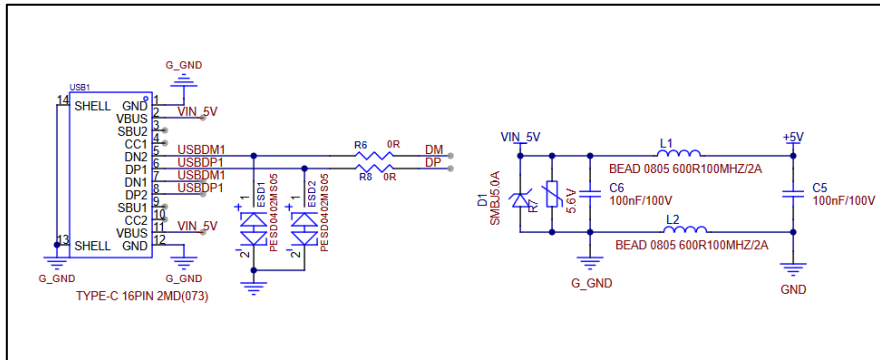 G_GND
USB1
14 SHELL GND 1
VBUS 2 VIN_5V
SBU2 3
CC1 4
DN2 5 USBDM1
DP1 6 USBDP1
DN1 7 USBDM1
DP2 8 USBDP1
SBU1 9
CC2 10
VBUS 11 VIN_5V
13 SHELL GND 12
G_GND
G_GND
TYPE-C 16PIN 2MD(073)
R6 0R DM
R8 0R DP
1 ESD1 2
PESD0402MS05
1 ESD2 2
PESD0402MS05
VIN_5V
L1
+5V
BEAD 0805 600R100MHZ/2A
D1
SMBJ5.0A
R7
5.6V
C6
100nF/100V
C5
100nF/100V
L2
BEAD 0805 600R100MHZ/2A
G_GND
GND